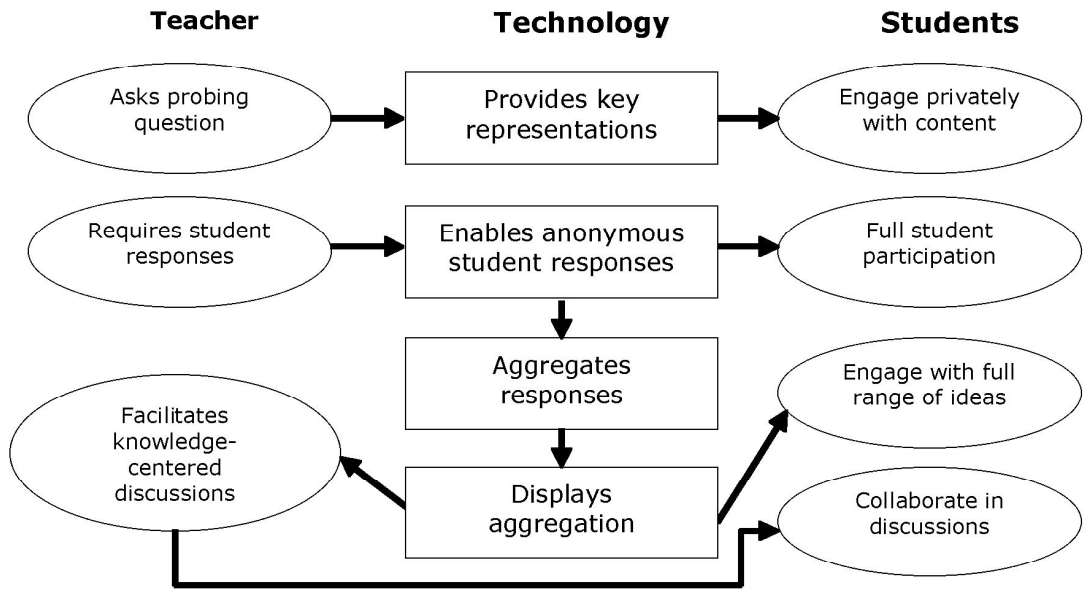 Teacher
Technology
Students
Asks probing
question
Provides key
representations
Engage privately
with content
Requires student
responses
Enables anonymous
student responses
Full student
participation
Aggregates
responses
Engage with full
range of ideas
Facilitates
knowledge-
centered
discussions
Displays
aggregation
Collaborate in
discussions